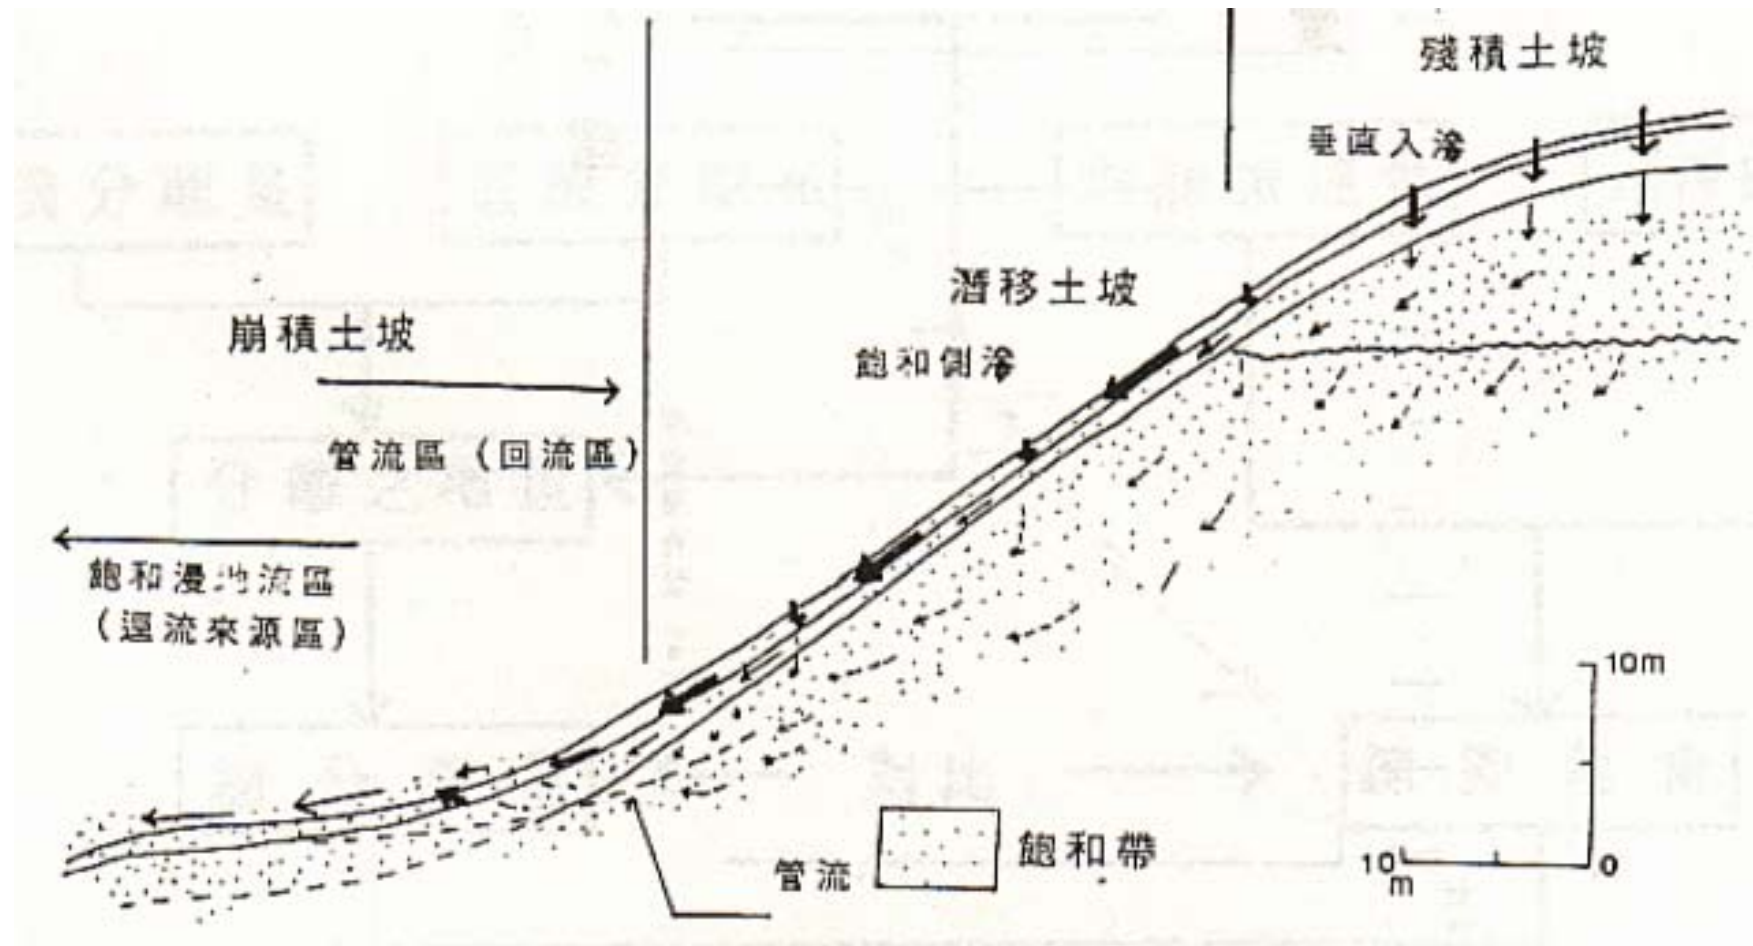 殘積土坡
垂直入滲
潛移土坡
飽和側滲
崩積土坡
管流區（回流區）
飽和漫地流區
（還流來源區）
管流
飽和帶
10m
10
m
0